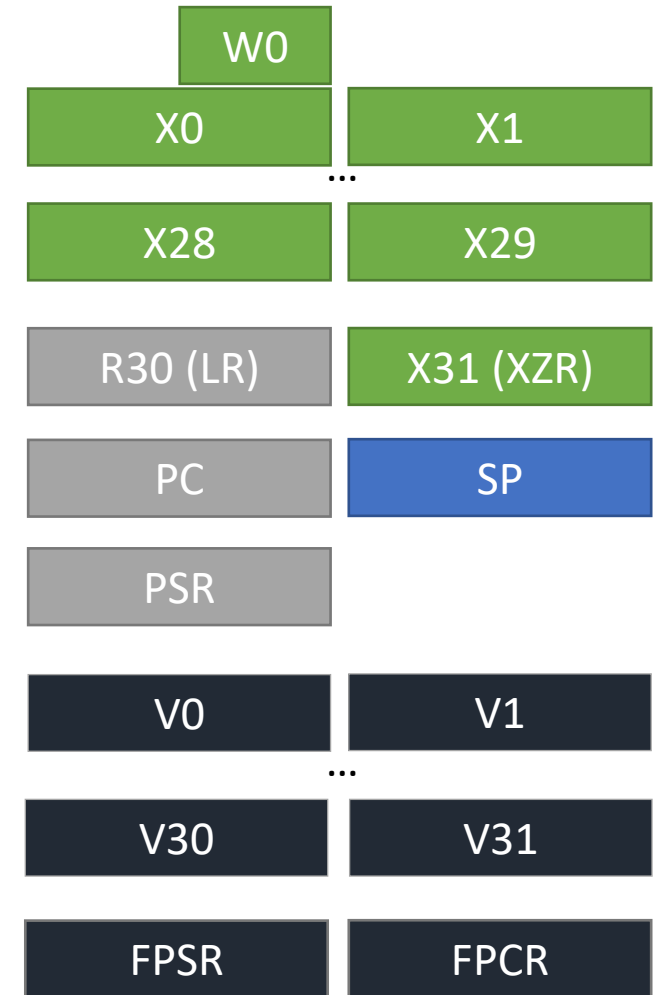 W0
X0 X1
...
X28 X29
R30 (LR) X31 (XZR)
PC SP
PSR
V0 V1
...
V30 V31
FPSR FPCR